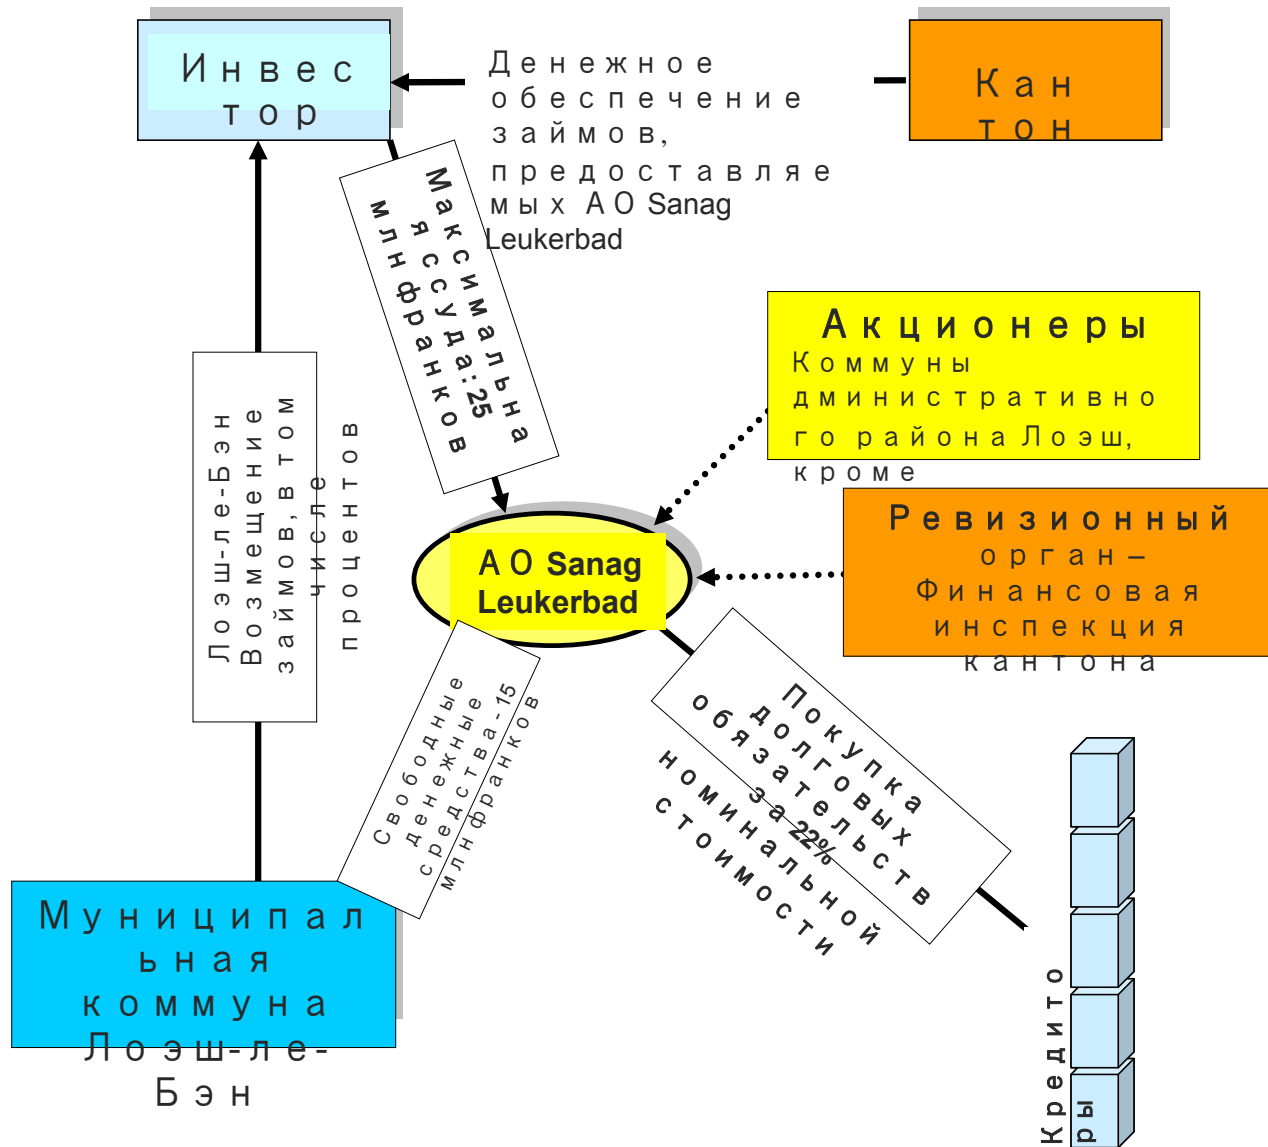 Инвес
тор
Денежное
обеспечение
займов,
предоставляе
мых АО Sanag
Leukerbad
Кан
тон
Максимальна
я ссуда: 25
млн франков
Акционеры
Коммуны
дминистративно
го района Лоэш,
кроме
Лоэш-ле-Бэн
Возмещение
займов, в том
числе
процентов
АО Sanag
Leukerbad
Ревизионный
орган –
Финансовая
инспекция
кантона
Свободные
денежные
средства - 15
млн франков
Покупка
долговых
обязательств
за 22%
номинальной
стоимости
Муниципал
ьная
коммуна
Лоэш-ле-
Бэн
Кредито
ры